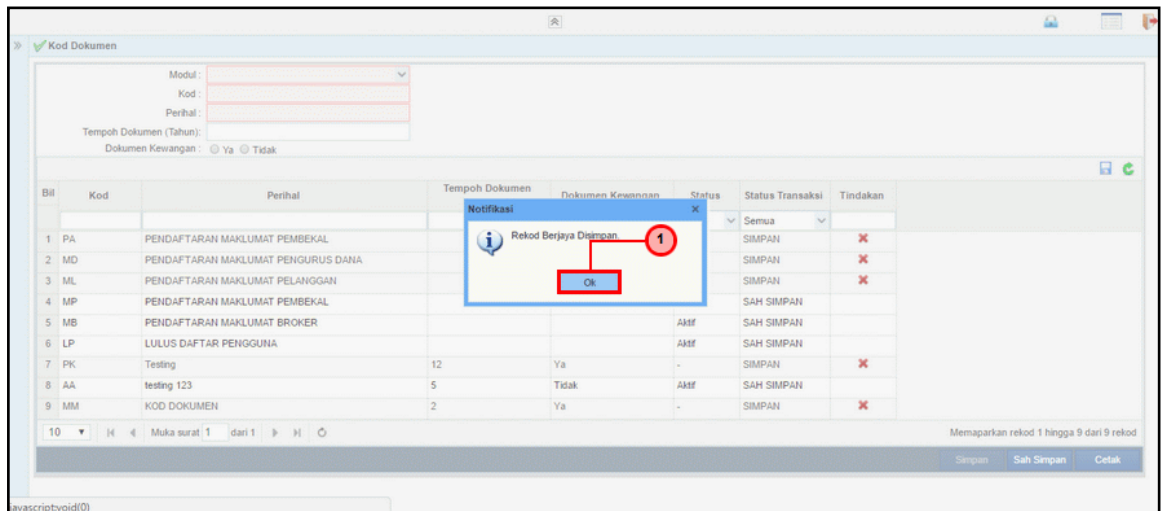 Kod Dokumen
Modul :
Kod :
Perihal :
Tempoh Dokumen (Tahun):
Dokumen Kewangan : Ya Tidak
Bil Kod Perihal Tempoh Dokumen Dokumen Kewangan Status Status Transaksi Tindakan
Semua
1 PA PENDAFTARAN MAKLUMAT PEMBEKAL SIMPAN
2 MD PENDAFTARAN MAKLUMAT PENGURUS DANA SIMPAN
3 ML PENDAFTARAN MAKLUMAT PELANGGAN SIMPAN
4 MP PENDAFTARAN MAKLUMAT PEMBEKAL SAH SIMPAN
5 MB PENDAFTARAN MAKLUMAT BROKER Aktif SAH SIMPAN
6 LP LULUS DAFTAR PENGGUNA Aktif SAH SIMPAN
7 PK Testing 12 Ya - SIMPAN
8 AA testing 123 5 Tidak Aktif SAH SIMPAN
9 MM KOD DOKUMEN 2 Ya - SIMPAN
Notifikasi
Rekod Berjaya Disimpan.
1
Ok
10 Muka surat 1 dari 1 Memaparkan rekod 1 hingga 9 dari 9 rekod
Simpan Sah Simpan Cetak
javascript:void(0)